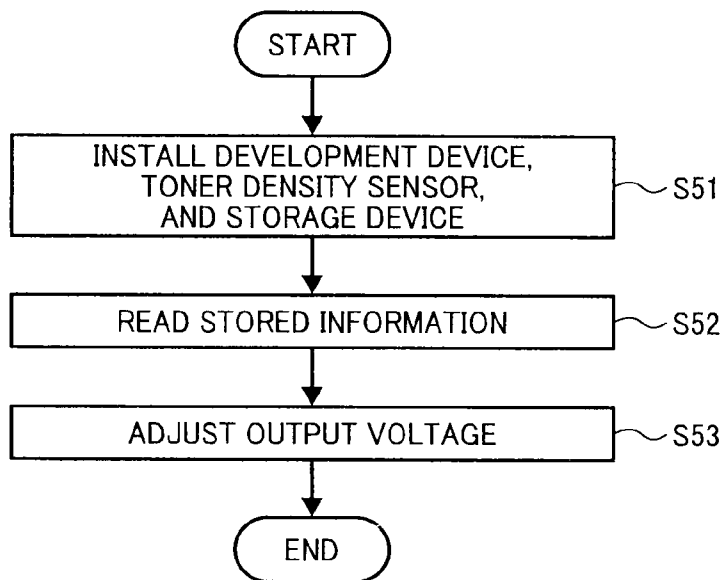 START
INSTALL DEVELOPMENT DEVICE,
TONER DENSITY SENSOR,
AND STORAGE DEVICE
S51
READ STORED INFORMATION
S52
ADJUST OUTPUT VOLTAGE
S53
END